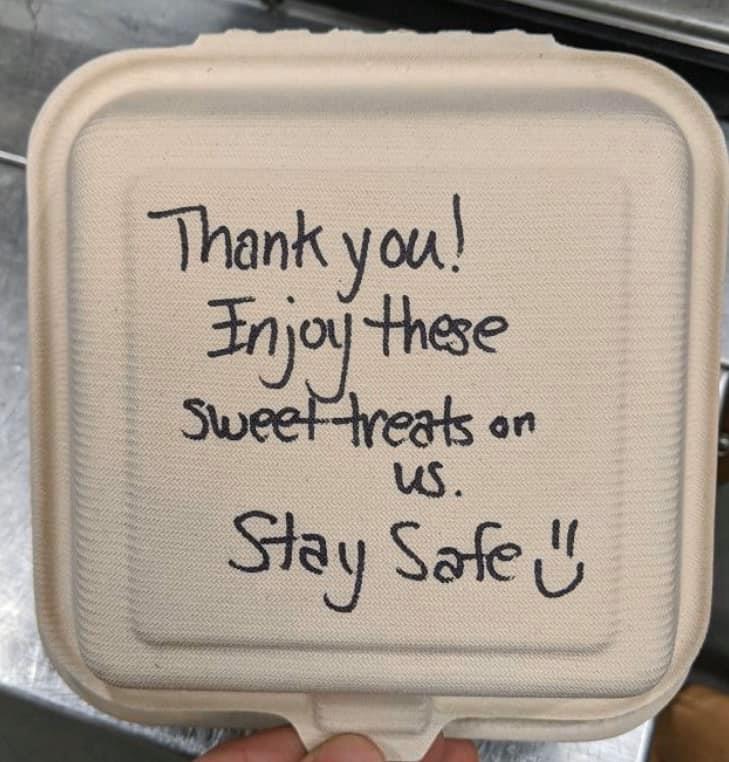 Thank you!
Enjoy these
sweet treats on
us.
Stay Safe